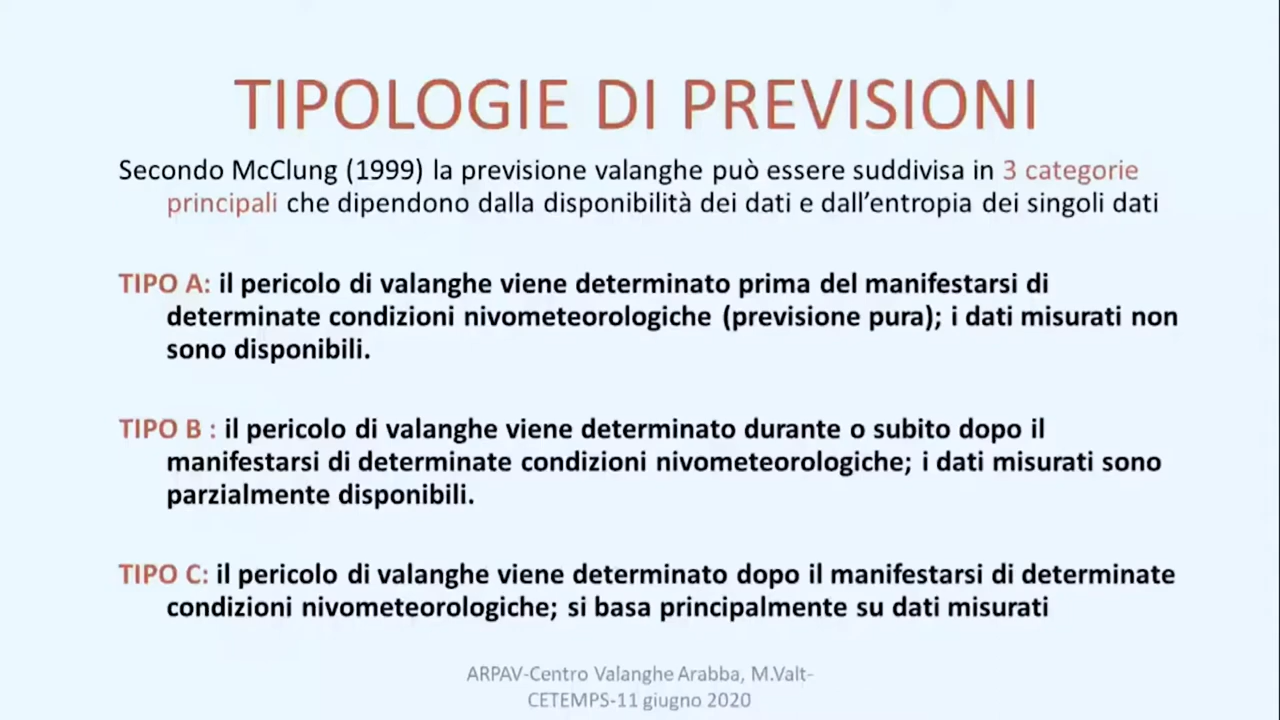 TIPOLOGIE DI PREVISIONI
Secondo McClung (1999) la previsione valanghe può essere suddivisa in 3 categorie
principali che dipendono dalla disponibilità dei dati e dall'entropia dei singoli dati
TIPO A: il pericolo di valanghe viene determinato prima del manifestarsi di
determinate condizioni nivometeorologiche (previsione pura); i dati misurati non
sono disponibili.
TIPO B : il pericolo di valanghe viene determinato durante o subito dopo il
manifestarsi di determinate condizioni nivometeorologiche; i dati misurati sono
parzialmente disponibili.
TIPO C: il pericolo di valanghe viene determinato dopo il manifestarsi di determinate
condizioni nivometeorologiche; si basa principalmente su dati misurati
ARPAV-Centro Valanghe Arabba, M.Valt-
CETEMPS-11 giugno 2020